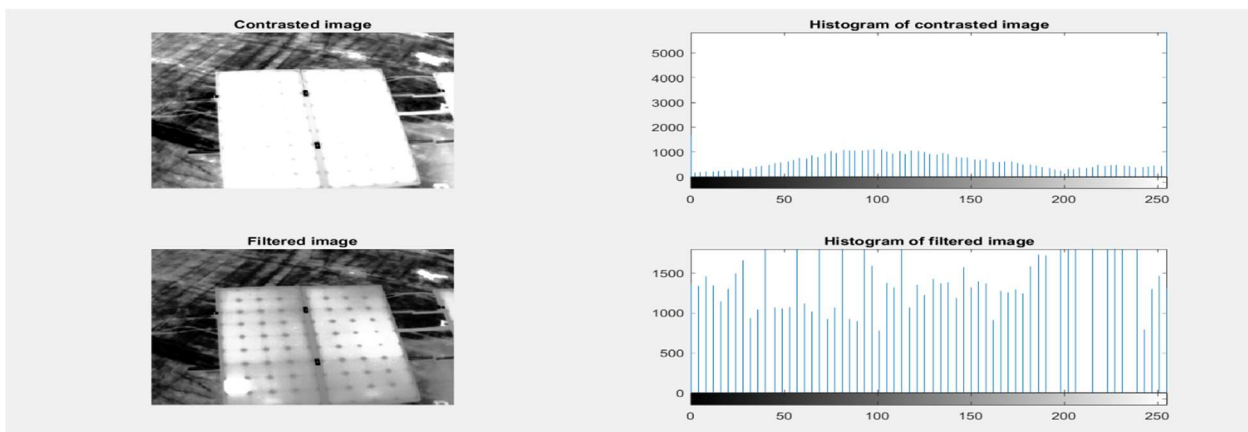 Contrasted image
Histogram of contrasted image
5000
4000
3000
2000
1000
0
0 50 100 150 200 250
Filtered image
Histogram of filtered image
1500
1000
500
0
0 50 100 150 200 250